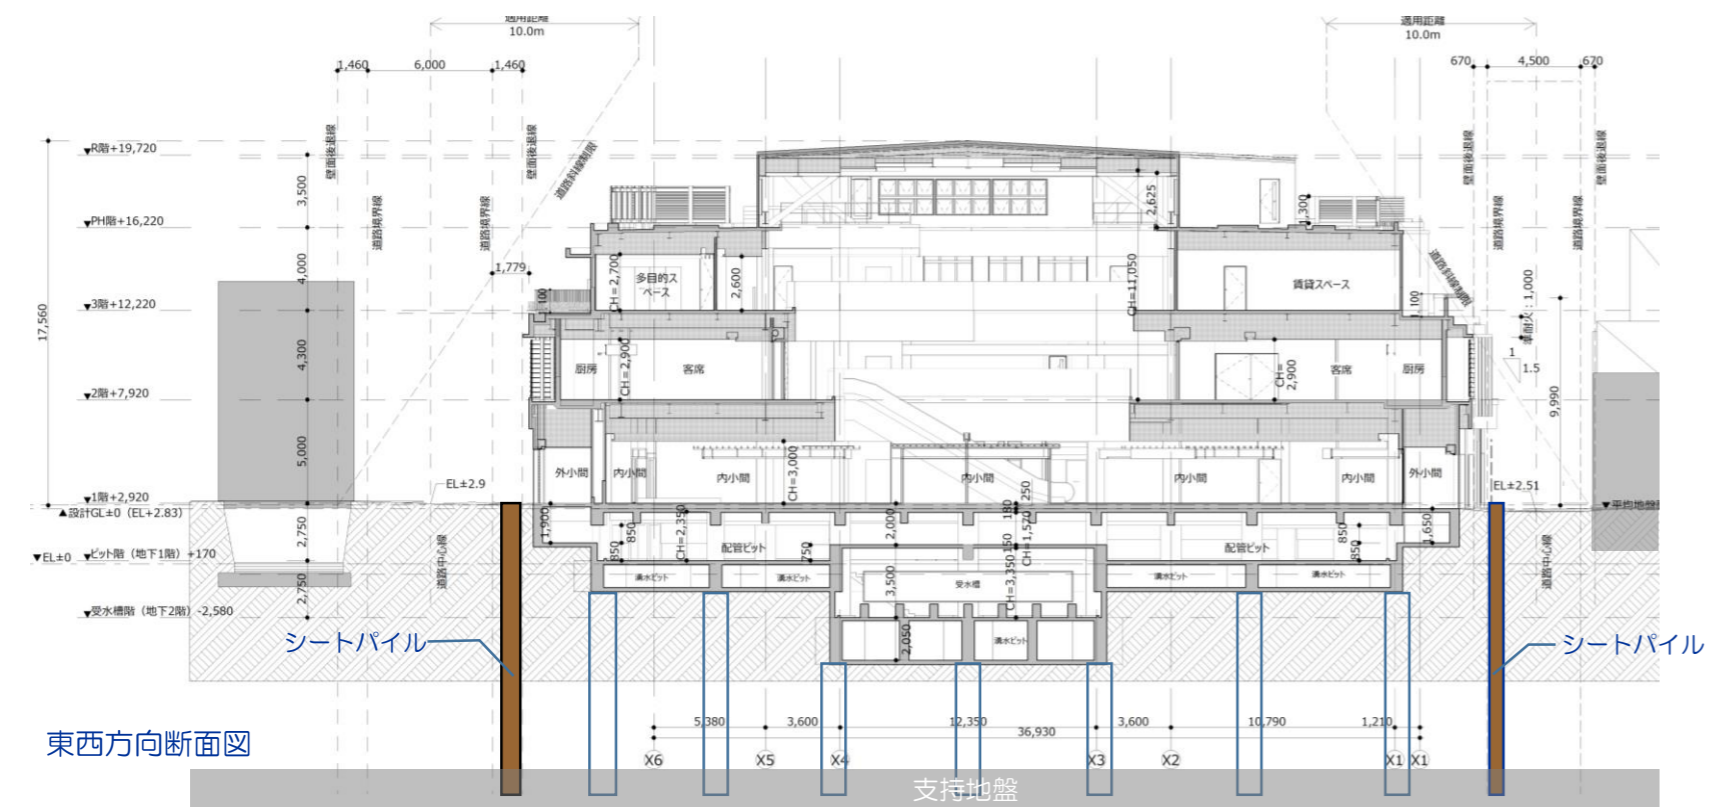 適用距離
10.0m
適用距離
10.0m
1,460
6,000
1,460
670
4,500
670
壁面後退線
道路境界線
道路境界線
壁面後退線
道路斜線制限
壁面後退線
道路境界線
道路境界線
壁面後退線
道路斜線制限
▼R階+19,720
3,500
▼PH階+16,220
4,000
▼3階+12,220
17,560
4,300
▼2階+7,920
5,000
▼1階+2,920
▲設計GL±0（EL+2.83）
2,750
▼EL±0
▼ピット階（地下1階）+170
2,750
▼受水槽階（地下2階）-2,580
1,779
100
CH=2,700
多目的ス
ペース
2,600
CH=11,050
2,625
1,300
賃貸スペース
1,100
準耐火：1,000
1
1.5
9,990
厨房
CH=2,900
客席
CH=
2,900
客席
厨房
外小間
内小間
内小間
CH=3,000
内小間
内小間
内小間
外小間
EL±2.9
EL±2.51
▼平均地盤
250
180
1,900
850
850
CH=2,350
配管ピット
750
2,000
CH=1,570
150
配管ピット
850
850
1,650
湧水ピット
湧水ピット
3,500
受水槽
CH=3,350
湧水ピット
湧水ピット
2,050
湧水ピット
道路中心線
道路中心線
シートパイル
シートパイル
5,380
3,600
12,350
3,600
10,790
1,210
36,930
X6
X5
X4
X3
X2
X1
X1
東西方向断面図
支持地盤